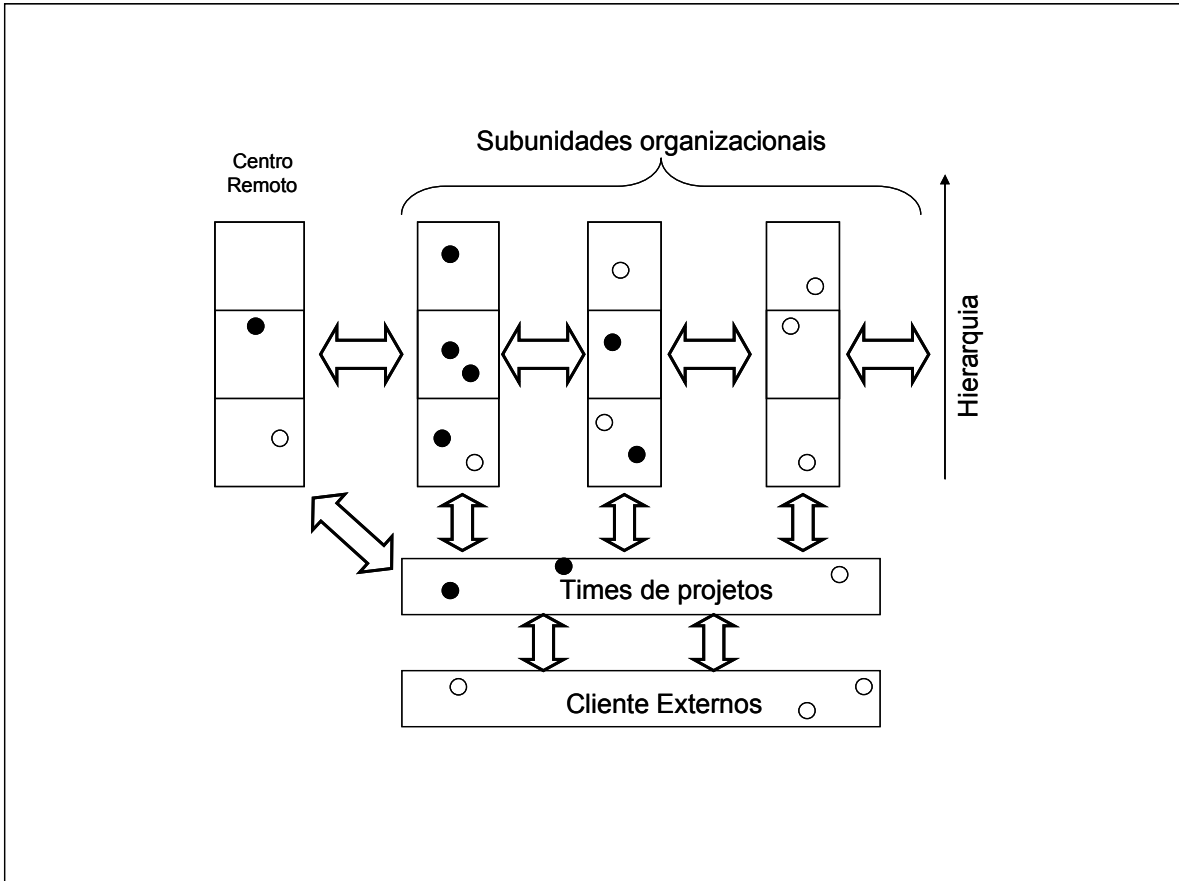 Subunidades organizacionais
Centro
Remoto
Hierarquia
Times de projetos
Cliente Externos